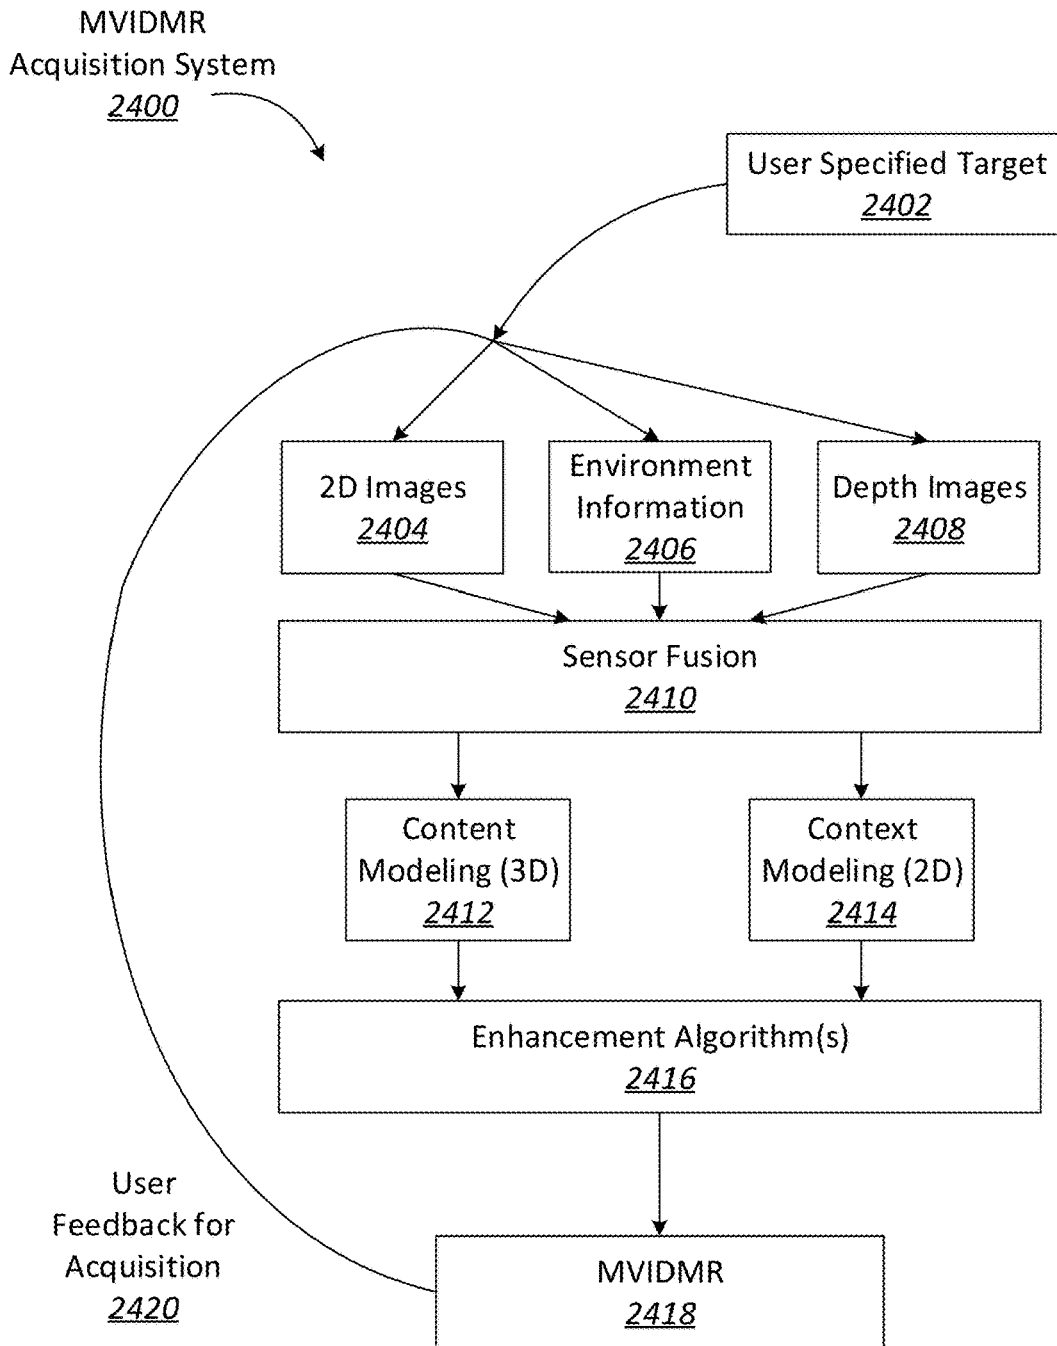 MVIDMR
Acquisition System
2400
User Specified Target
2402
2D Images
2404
Environment
Information
2406
Depth Images
2408
Sensor Fusion
2410
Content
Modeling (3D)
2412
Context
Modeling (2D)
2414
Enhancement Algorithm(s)
2416
User
Feedback for
Acquisition
2420
MVIDMR
2418